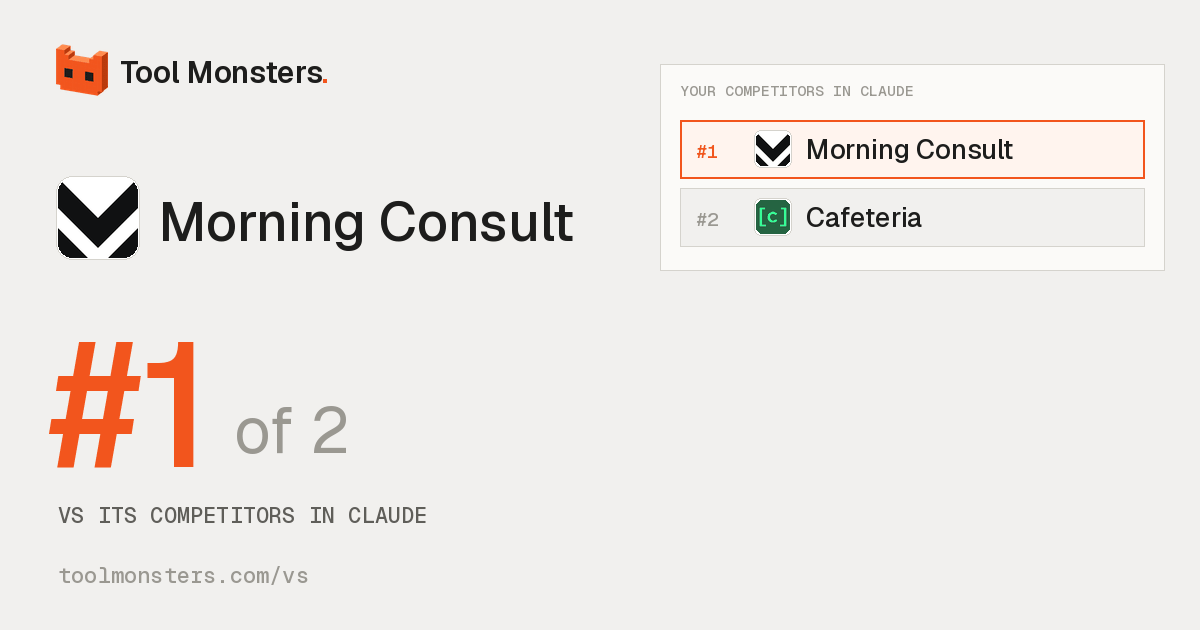 Tool Monsters.
Morning Consult
#1 of 2
VS ITS COMPETITORS IN CLAUDE
toolmonsters.com/vs
YOUR COMPETITORS IN CLAUDE
#1 Morning Consult
#2 [c] Cafeteria